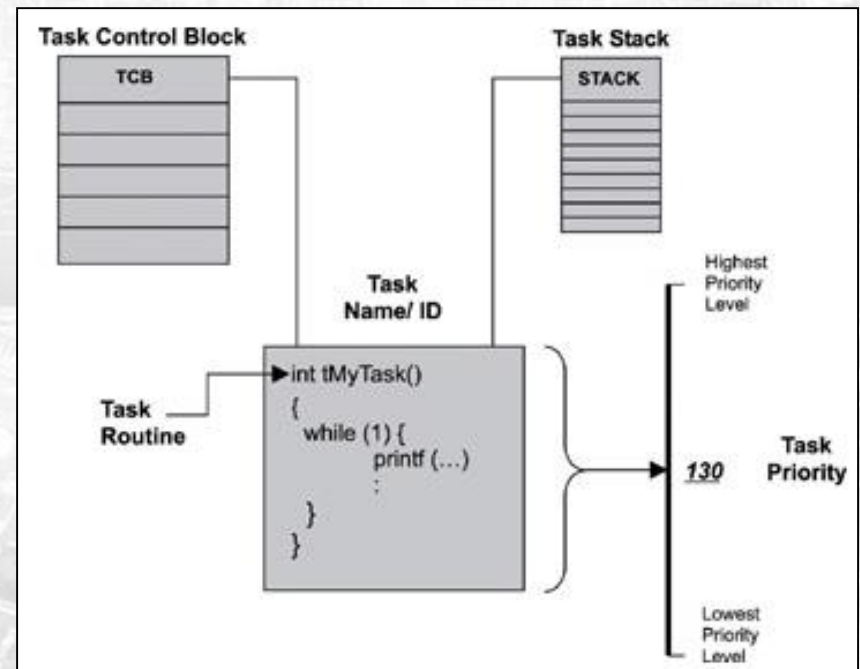 Task Control Block
TCB
Task Stack
STACK
Task
Name/ ID
int tMyTask()
{
while (1) {
printf (...)
:
}
}
Task
Routine
Highest
Priority
Level
130
Task
Priority
Lowest
Priority
Level